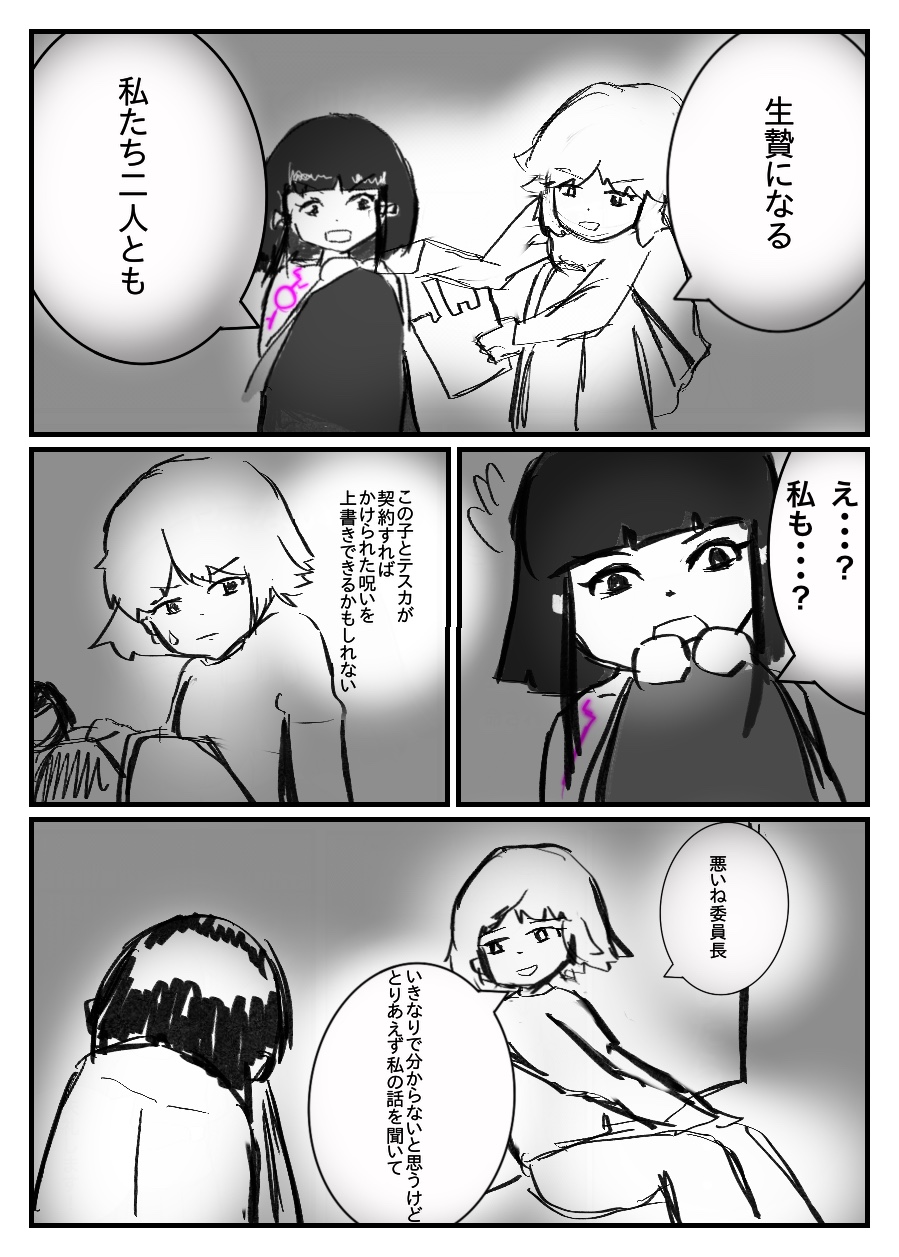 生贄になる
私たち二人とも
え・・・?
私も・・・・?
この子とテスカが
契約すれば
かけられた呪いを
上書きできるかもしれない
悪いね委員長
いきなりで分からないと思うけど
とりあえず私の話を聞いて